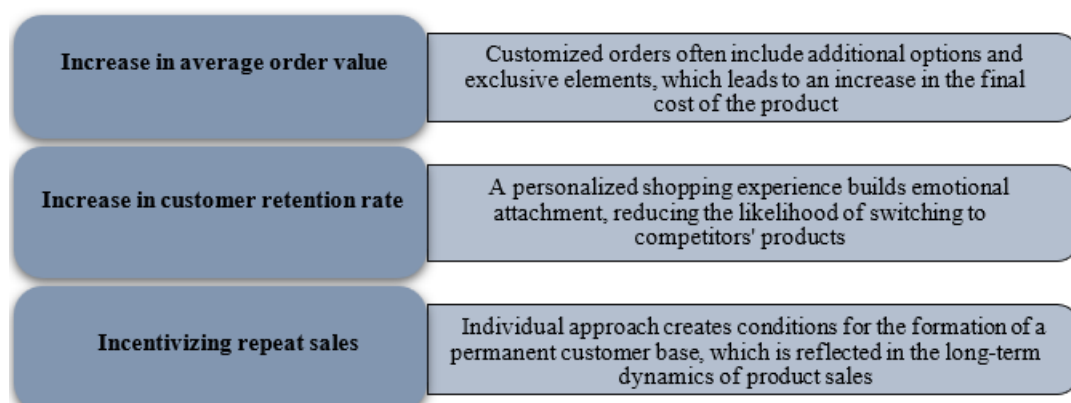 Increase in average order value
Customized orders often include additional options and
exclusive elements, which leads to an increase in the final
cost of the product
Increase in customer retention rate
A personalized shopping experience builds emotional
attachment, reducing the likelihood of switching to
competitors' products
Incentivizing repeat sales
Individual approach creates conditions for the formation of a
permanent customer base, which is reflected in the long-term
dynamics of product sales